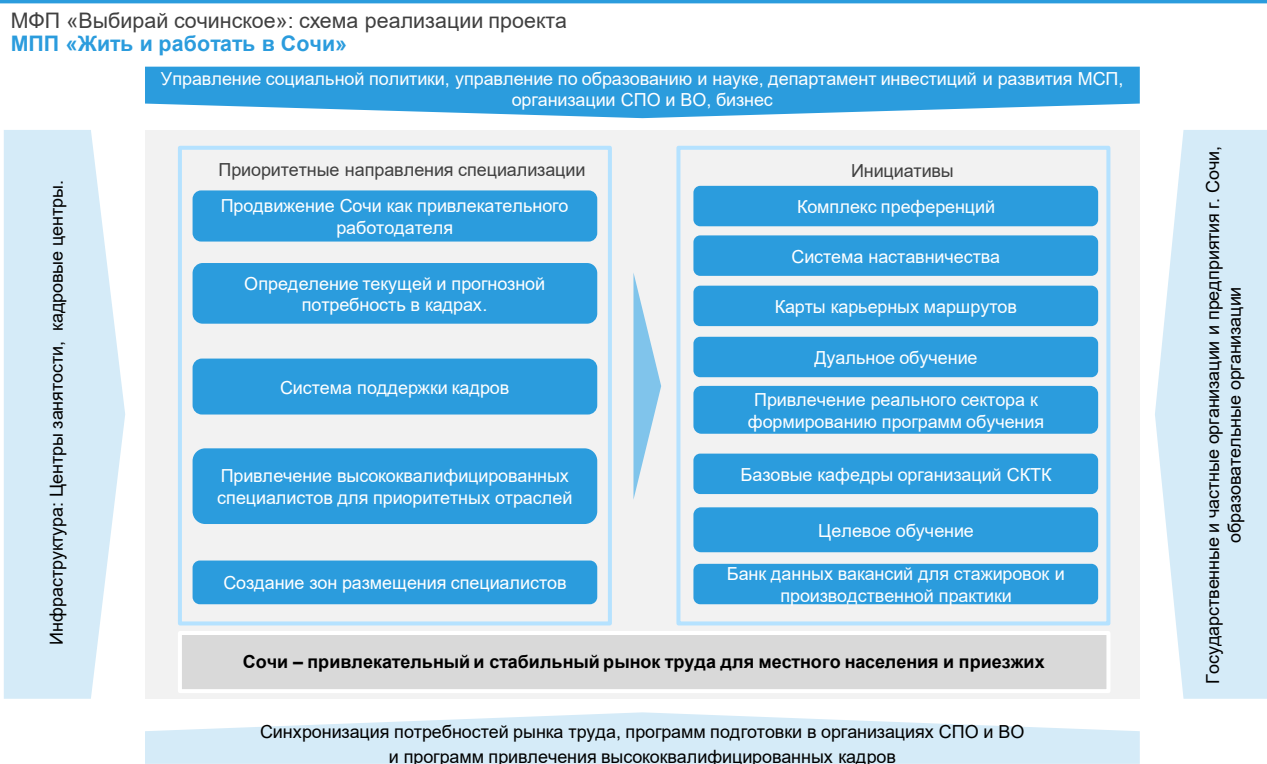 МФП «Выбирай сочинское»: схема реализации проекта
МПП «Жить и работать в Сочи»
Управление социальной политики, управление по образованию и науке, департамент инвестиций и развития МСП,
организации СПО и ВО, бизнес
Инфраструктура: Центры занятости, кадровые центры.
Приоритетные направления специализации
Продвижение Сочи как привлекательного
работодателя
Определение текущей и прогнозной
потребность в кадрах.
Система поддержки кадров
Привлечение высококвалифицированных
специалистов для приоритетных отраслей
Создание зон размещения специалистов
Инициативы
Комплекс преференций
Система наставничества
Карты карьерных маршрутов
Дуальное обучение
Привлечение реального сектора к
формированию программ обучения
Базовые кафедры организаций СКТК
Целевое обучение
Банк данных вакансий для стажировок и
производственной практики
Государственные и частные организации и предприятия г. Сочи,
образовательные организации
Сочи – привлекательный и стабильный рынок труда для местного населения и приезжих
Синхронизация потребностей рынка труда, программ подготовки в организациях СПО и ВО
и программ привлечения высококвалифицированных кадров